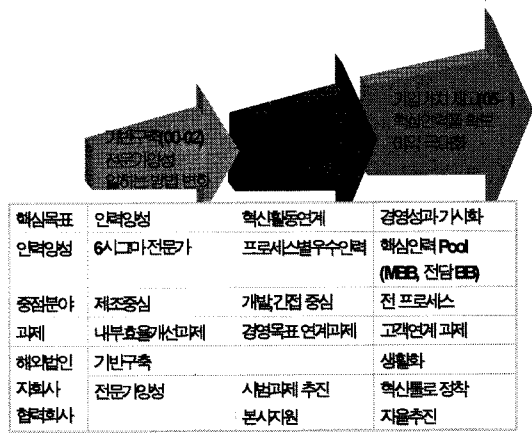 기반구축(00-02)
전문가양성
일하는 방법 변화
기업가치 제고(05- )
핵심인력풀 확보
이익 극대화
핵심목표 인력양성 혁신활동연계 경영성과 가시화
인력양성 6시그마 전문가 프로세스별우수인력 핵심인력 Pool
(MBB, 전담 BB)
중점분야 제조중심 개발,간접 중심 전 프로세스
과제 내부효율개선과제 경영목표 연계과제 고객연계 과제
해외법인 기반구축 생활화
자회사 전문가양성 시범과제 추진 혁신툴로 정착
협력회사 본사지원 자율추진